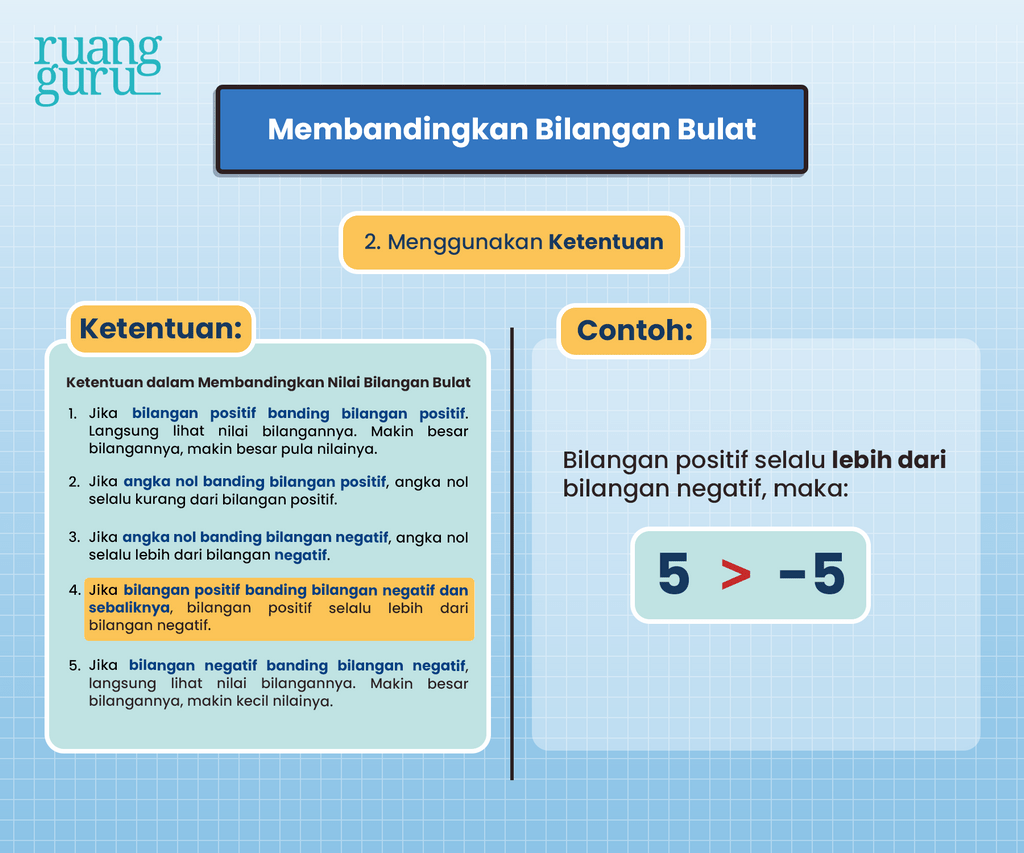 ruang
guru
Membandingkan Bilangan Bulat
2. Menggunakan Ketentuan
Ketentuan:
Ketentuan dalam Membandingkan Nilai Bilangan Bulat
1. Jika bilangan positif banding bilangan positif.
Langsung lihat nilai bilangannya. Makin besar
bilangannya, makin besar pula nilainya.
2. Jika angka nol banding bilangan positif, angka nol
selalu kurang dari bilangan positif.
3. Jika angka nol banding bilangan negatif, angka nol
selalu lebih dari bilangan negatif.
4. Jika bilangan positif banding bilangan negatif dan
sebaliknya, bilangan positif selalu lebih dari
bilangan negatif.
5. Jika bilangan negatif banding bilangan negatif,
langsung lihat nilai bilangannya. Makin besar
bilangannya, makin kecil nilainya.
Contoh:
Bilangan positif selalu lebih dari
bilangan negatif, maka:
5 > -5